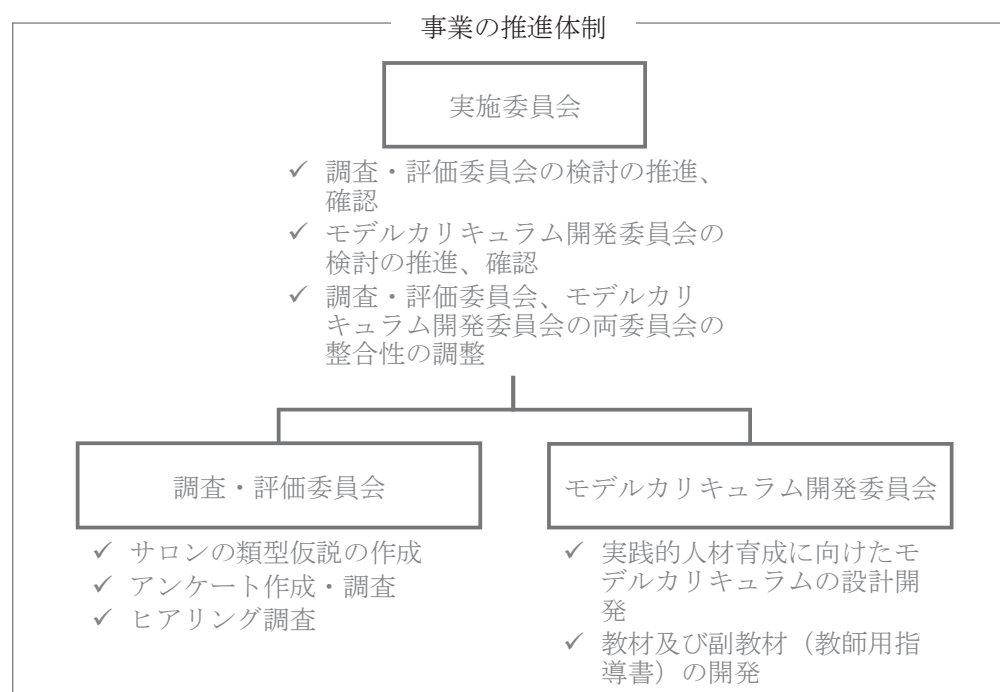 事業の推進体制
実施委員会
✓ 調査・評価委員会の検討の推進、
確認
✓ モデルカリキュラム開発委員会の
検討の推進、確認
✓ 調査・評価委員会、モデルカリ
キュラム開発委員会の両委員会の
整合性の調整
調査・評価委員会
✓ サロンの類型仮説の作成
✓ アンケート作成・調査
✓ ヒアリング調査
モデルカリキュラム開発委員会
✓ 実践的人材育成に向けたモ
デルカリキュラムの設計開
発
✓ 教材及び副教材（教師用指
導書）の開発